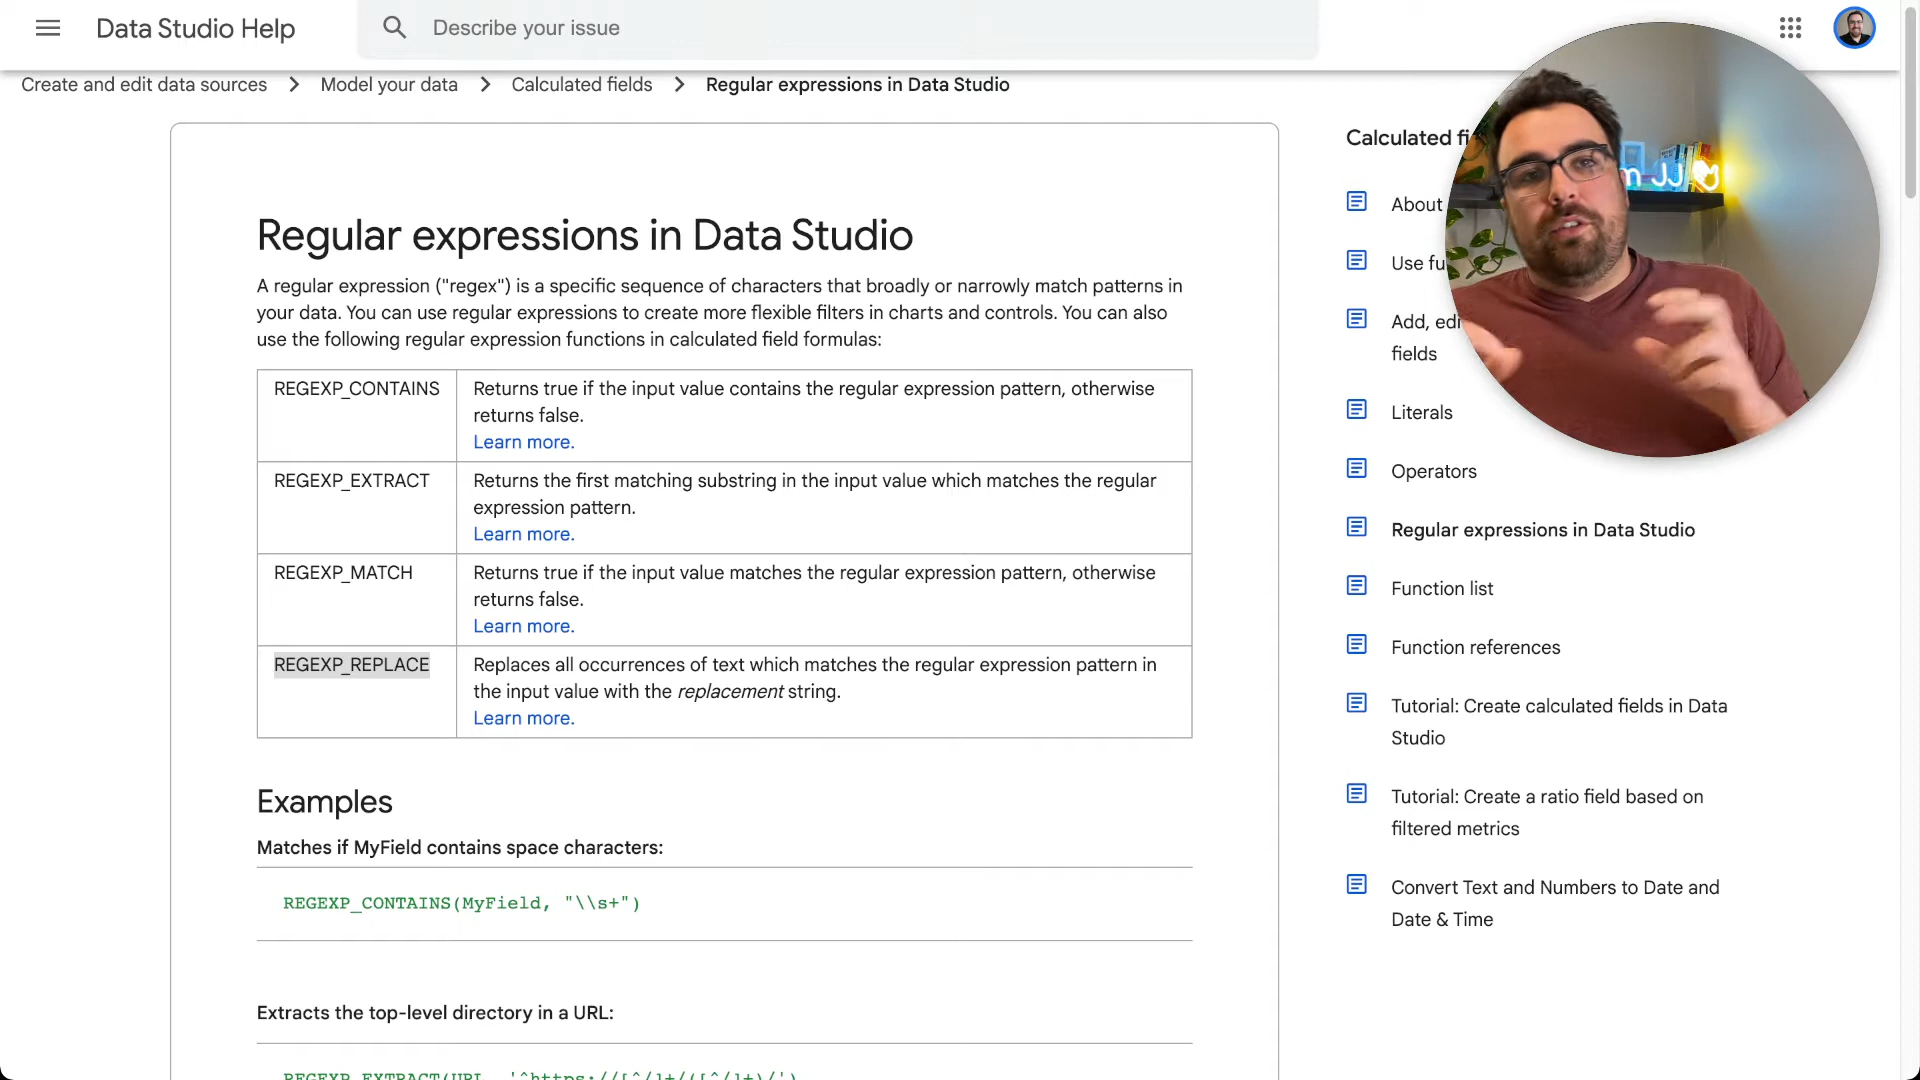 Data Studio Help
Describe your issue
Create and edit data sources > Model your data > Calculated fields > Regular expressions in Data Studio
Regular expressions in Data Studio
A regular expression ("regex") is a specific sequence of characters that broadly or narrowly match patterns in
your data. You can use regular expressions to create more flexible filters in charts and controls. You can also
use the following regular expression functions in calculated field formulas:
REGEXP_CONTAINS
Returns true if the input value contains the regular expression pattern, otherwise
returns false.
Learn more.
REGEXP_EXTRACT
Returns the first matching substring in the input value which matches the regular
expression pattern.
Learn more.
REGEXP_MATCH
Returns true if the input value matches the regular expression pattern, otherwise
returns false.
Learn more.
REGEXP_REPLACE
Replaces all occurrences of text which matches the regular expression pattern in
the input value with the replacement string.
Learn more.
Examples
Matches if MyField contains space characters:
REGEXP_CONTAINS(MyField, "\\s+")
Extracts the top-level directory in a URL:
REGEXP_EXTRACT(URL, '^https://[^/]+/([^/]+)/')
Calculated
About
Use
Add,
fields
Literals
Operators
Regular expressions in Data Studio
Function list
Function references
Tutorial: Create calculated fields in Data
Studio
Tutorial: Create a ratio field based on
filtered metrics
Convert Text and Numbers to Date and
Date & Time
JJ